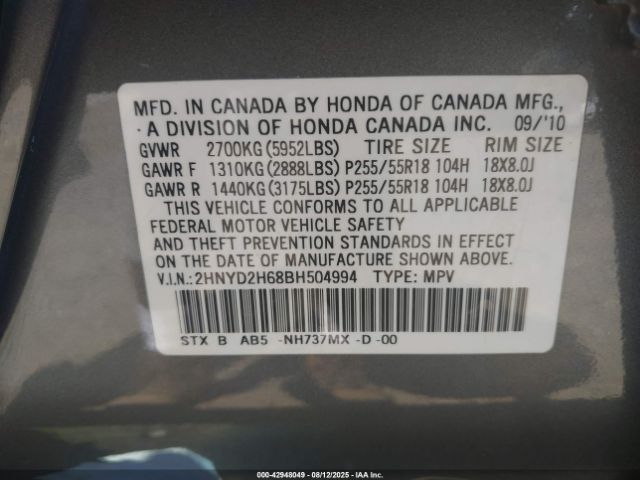 MFD. IN CANADA BY HONDA OF CANADA MFG.,
A DIVISION OF HONDA CANADA INC. 09/'10
GVWR 2700KG(5952LBS) TIRE SIZE RIM SIZE
GAWR F 1310KG(2888LBS) P255/55R18 104H 18X8.0J
GAWR R 1440KG(3175LBS) P255/55R18 104H 18X8.0J
THIS VEHICLE CONFORMS TO ALL APPLICABLE
FEDERAL MOTOR VEHICLE SAFETY
AND THEFT PREVENTION STANDARDS IN EFFECT
ON THE DATE OF MANUFACTURE SHOWN ABOVE.
V.I.N.:2HNYD2H68BH504994 TYPE: MPV
STX B AB5 -NH737MX -D -00
000-42948049 - 08/12/2025 - IAA Inc.